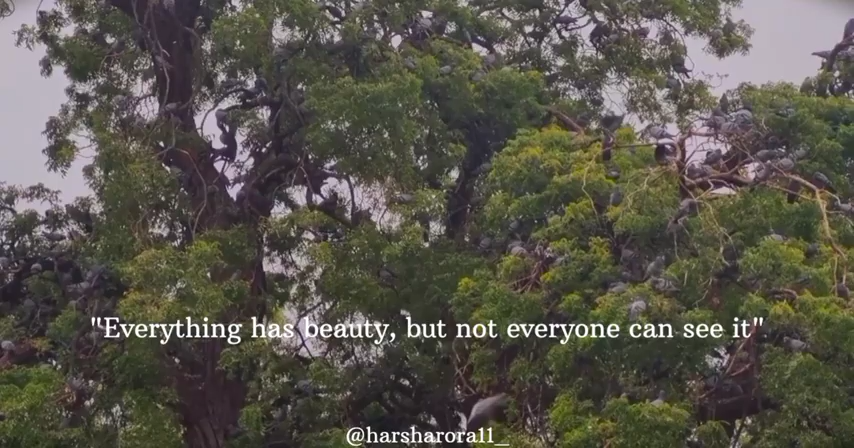 "Everything has beauty, but not everyone can see it"
@harsharora11_